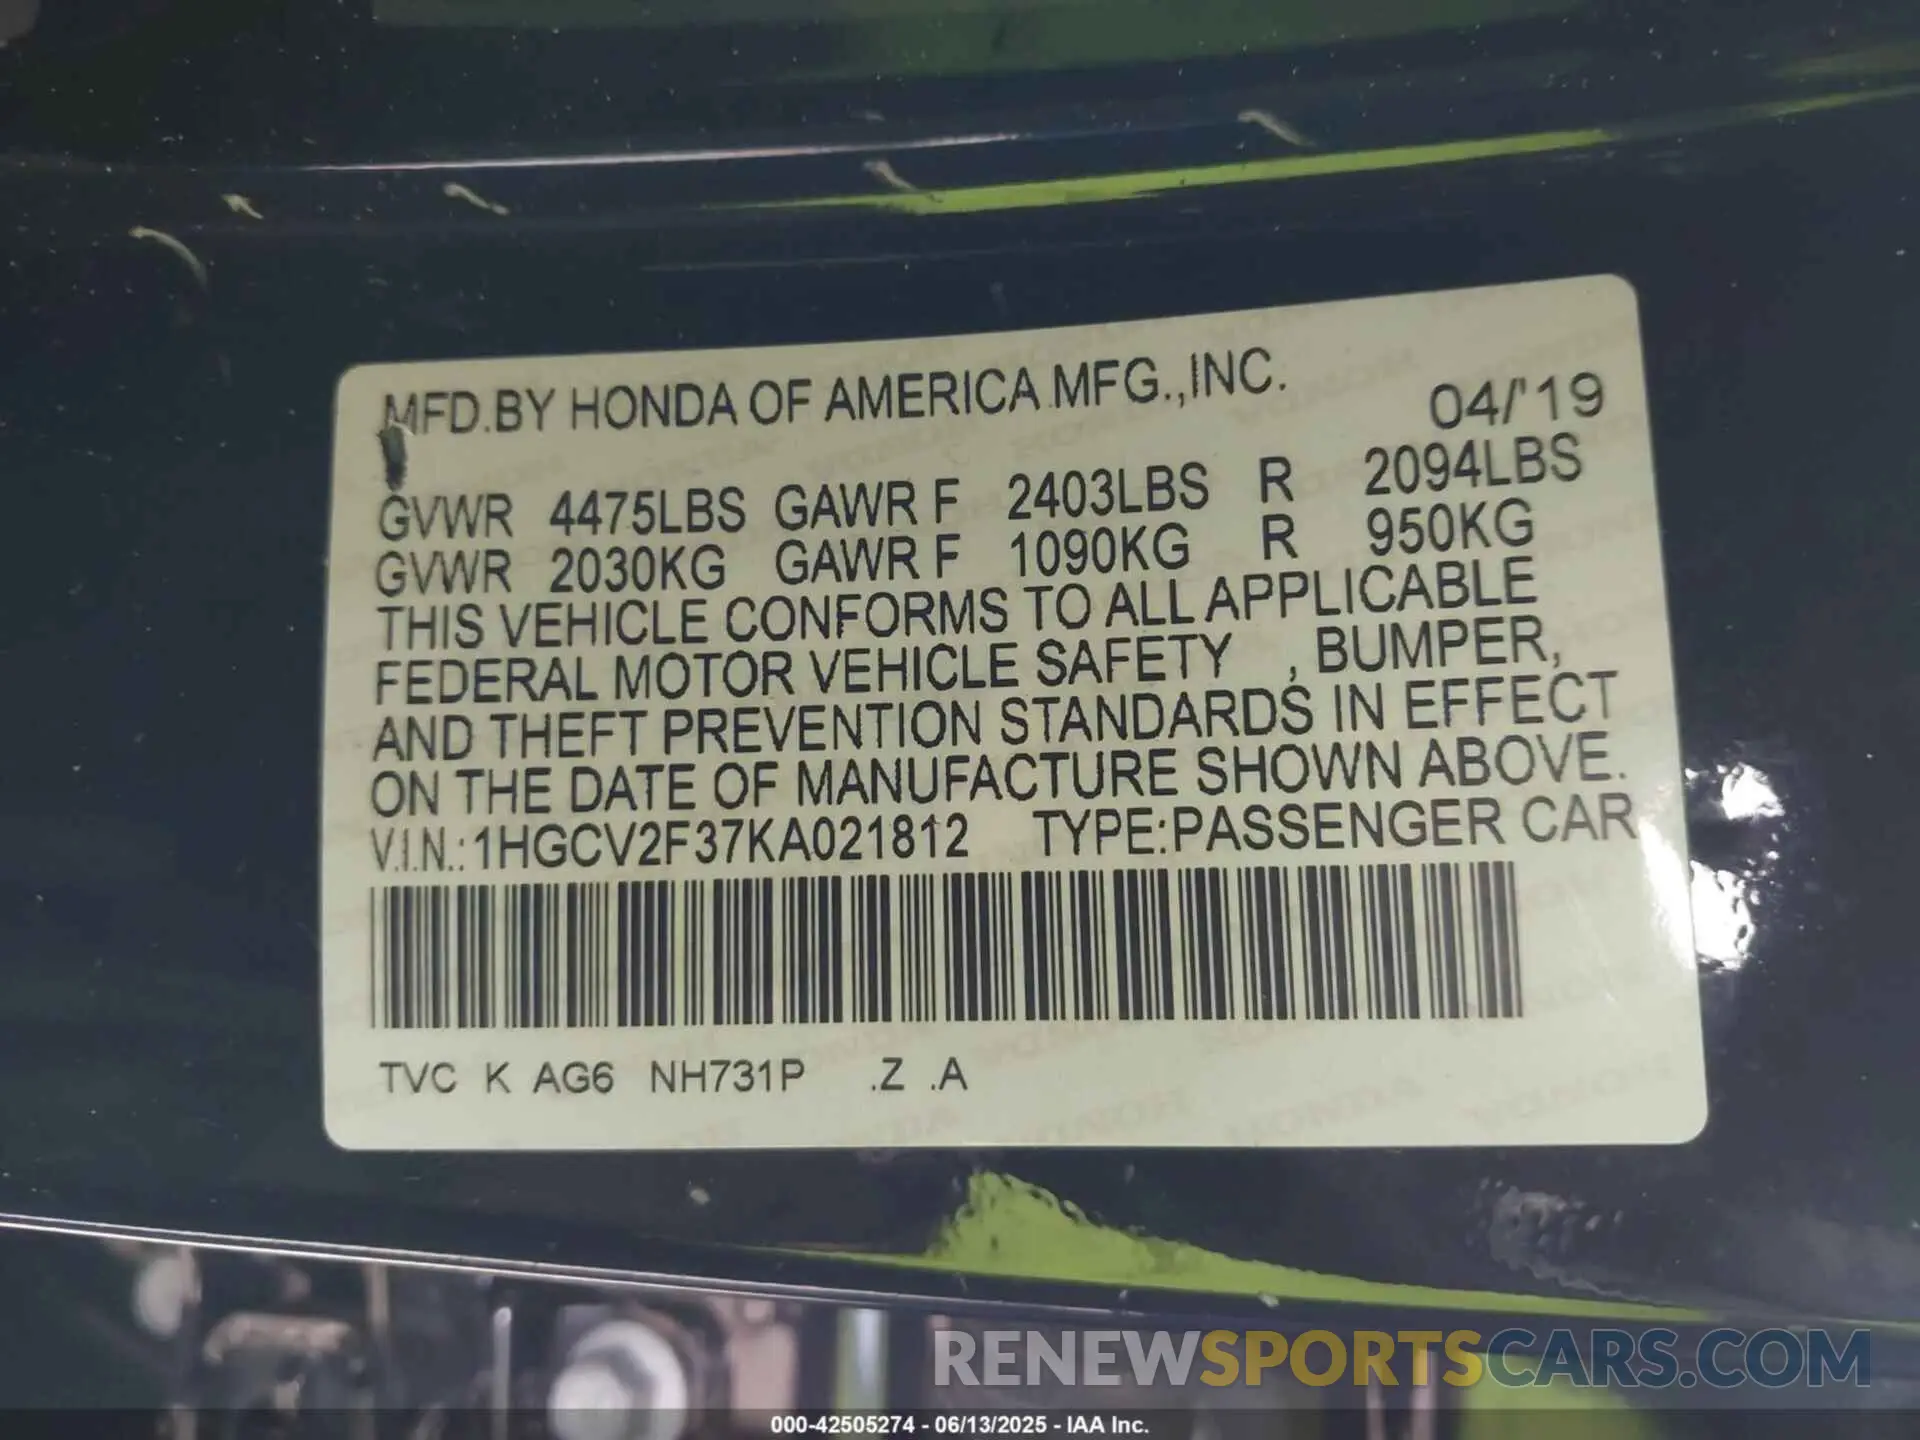 MFD.BY HONDA OF AMERICA MFG.,INC. 04/'19
GVWR 4475LBS GAWR F 2403LBS R 2094LBS
GVWR 2030KG GAWR F 1090KG R 950KG
THIS VEHICLE CONFORMS TO ALL APPLICABLE
FEDERAL MOTOR VEHICLE SAFETY , BUMPER,
AND THEFT PREVENTION STANDARDS IN EFFECT
ON THE DATE OF MANUFACTURE SHOWN ABOVE.
V.I.N.: 1HGCV2F37KA021812 TYPE:PASSENGER CAR
TVC K AG6 NH731P .Z .A
RENEWSPORTSCARS.COM
000-42505274 - 06/13/2025 - IAA Inc.